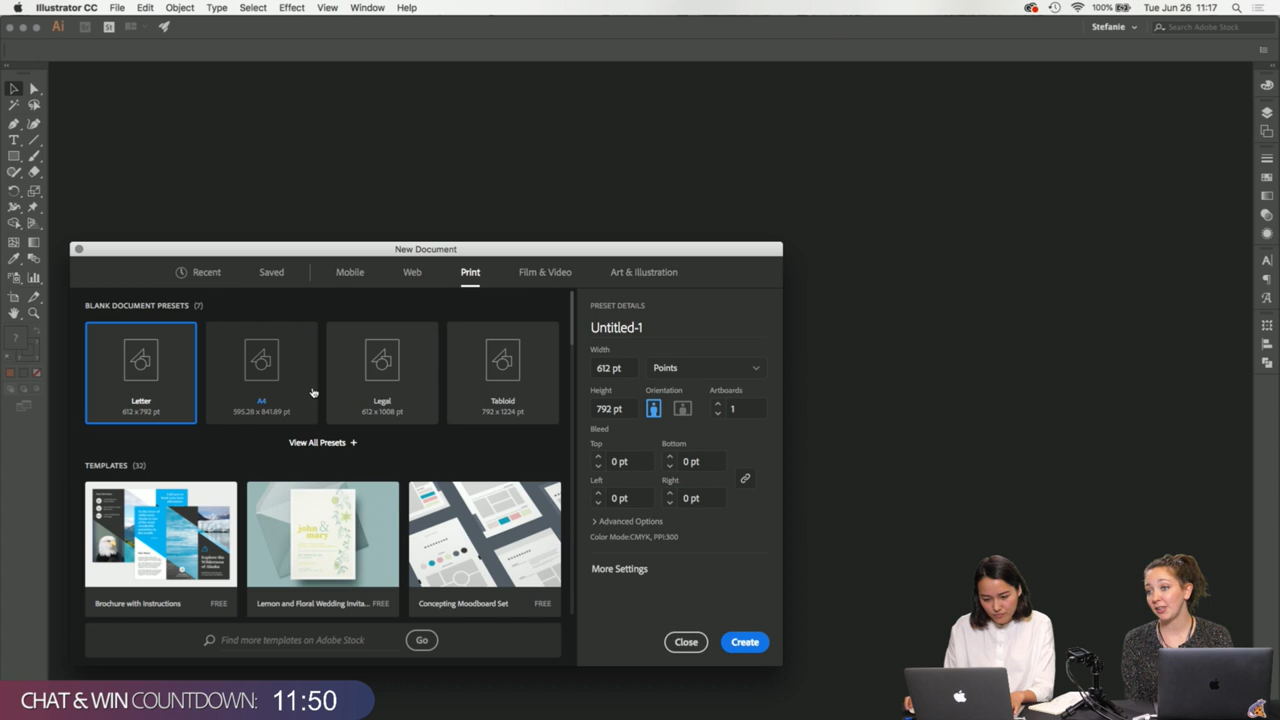 Illustrator CC File Edit Object Type Select Effect View Window Help
100% Tue Jun 26 11:17
Ai Br St
Stefanie
Search Adobe Stock
New Document
Recent Saved Mobile Web Print Film & Video Art & Illustration
BLANK DOCUMENT PRESETS (7)
Letter
612 x 792 pt
A4
595.28 x 841.89 pt
Legal
612 x 1008 pt
Tabloid
792 x 1224 pt
View All Presets +
TEMPLATES (32)
john &
mary
Brochure with Instructions FREE
Lemon and Floral Wedding Invita... FREE
Concepting Moodboard Set FREE
Find more templates on Adobe Stock
Go
PRESET DETAILS
Untitled-1
Width
612 pt Points
Height Orientation Artboards
792 pt 1
Bleed
Top Bottom
0 pt 0 pt
Left Right
0 pt 0 pt
Advanced Options
Color Mode:CMYK, PPI:300
More Settings
Close Create
CHAT & WIN COUNTDOWN: 11:50